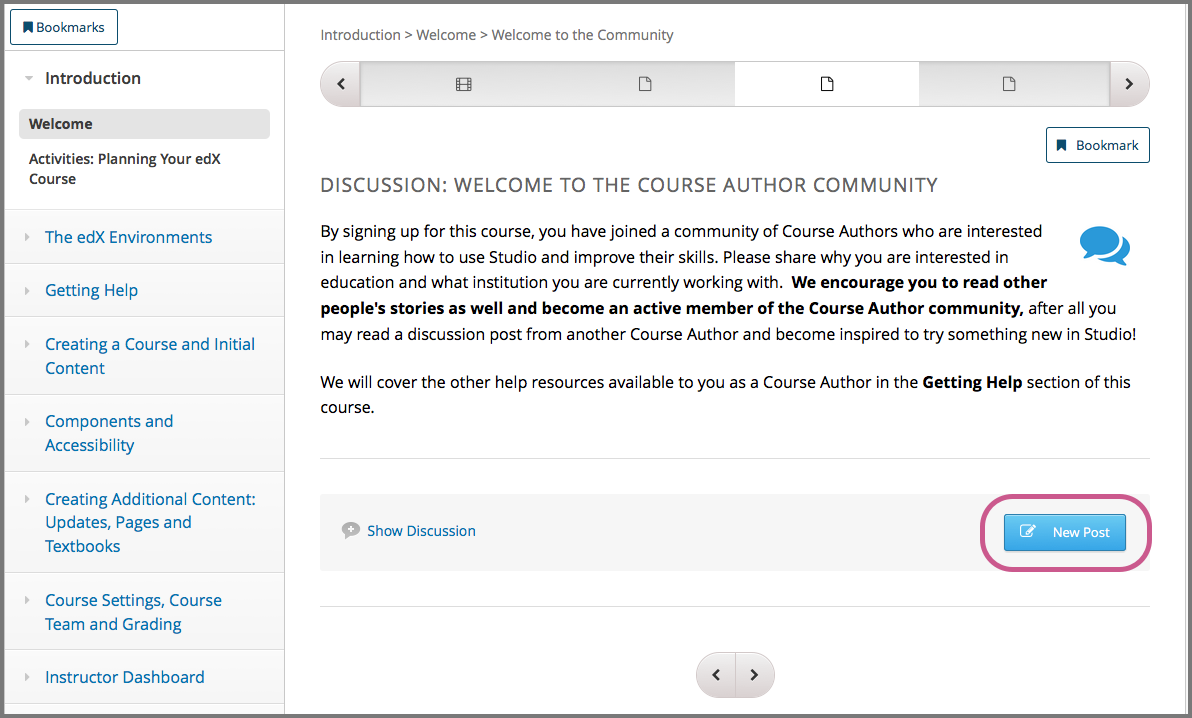 Bookmarks
Introduction
Welcome
Activities: Planning Your edX
Course
The edX Environments
Getting Help
Creating a Course and Initial
Content
Components and
Accessibility
Creating Additional Content:
Updates, Pages and
Textbooks
Course Settings, Course
Team and Grading
Instructor Dashboard
Introduction > Welcome > Welcome to the Community
Bookmark
DISCUSSION: WELCOME TO THE COURSE AUTHOR COMMUNITY
By signing up for this course, you have joined a community of Course Authors who are interested
in learning how to use Studio and improve their skills. Please share why you are interested in
education and what institution you are currently working with.  We encourage you to read other
people's stories as well and become an active member of the Course Author community, after all you
may read a discussion post from another Course Author and become inspired to try something new in Studio!
We will cover the other help resources available to you as a Course Author in the Getting Help section of this
course.
Show Discussion
New Post